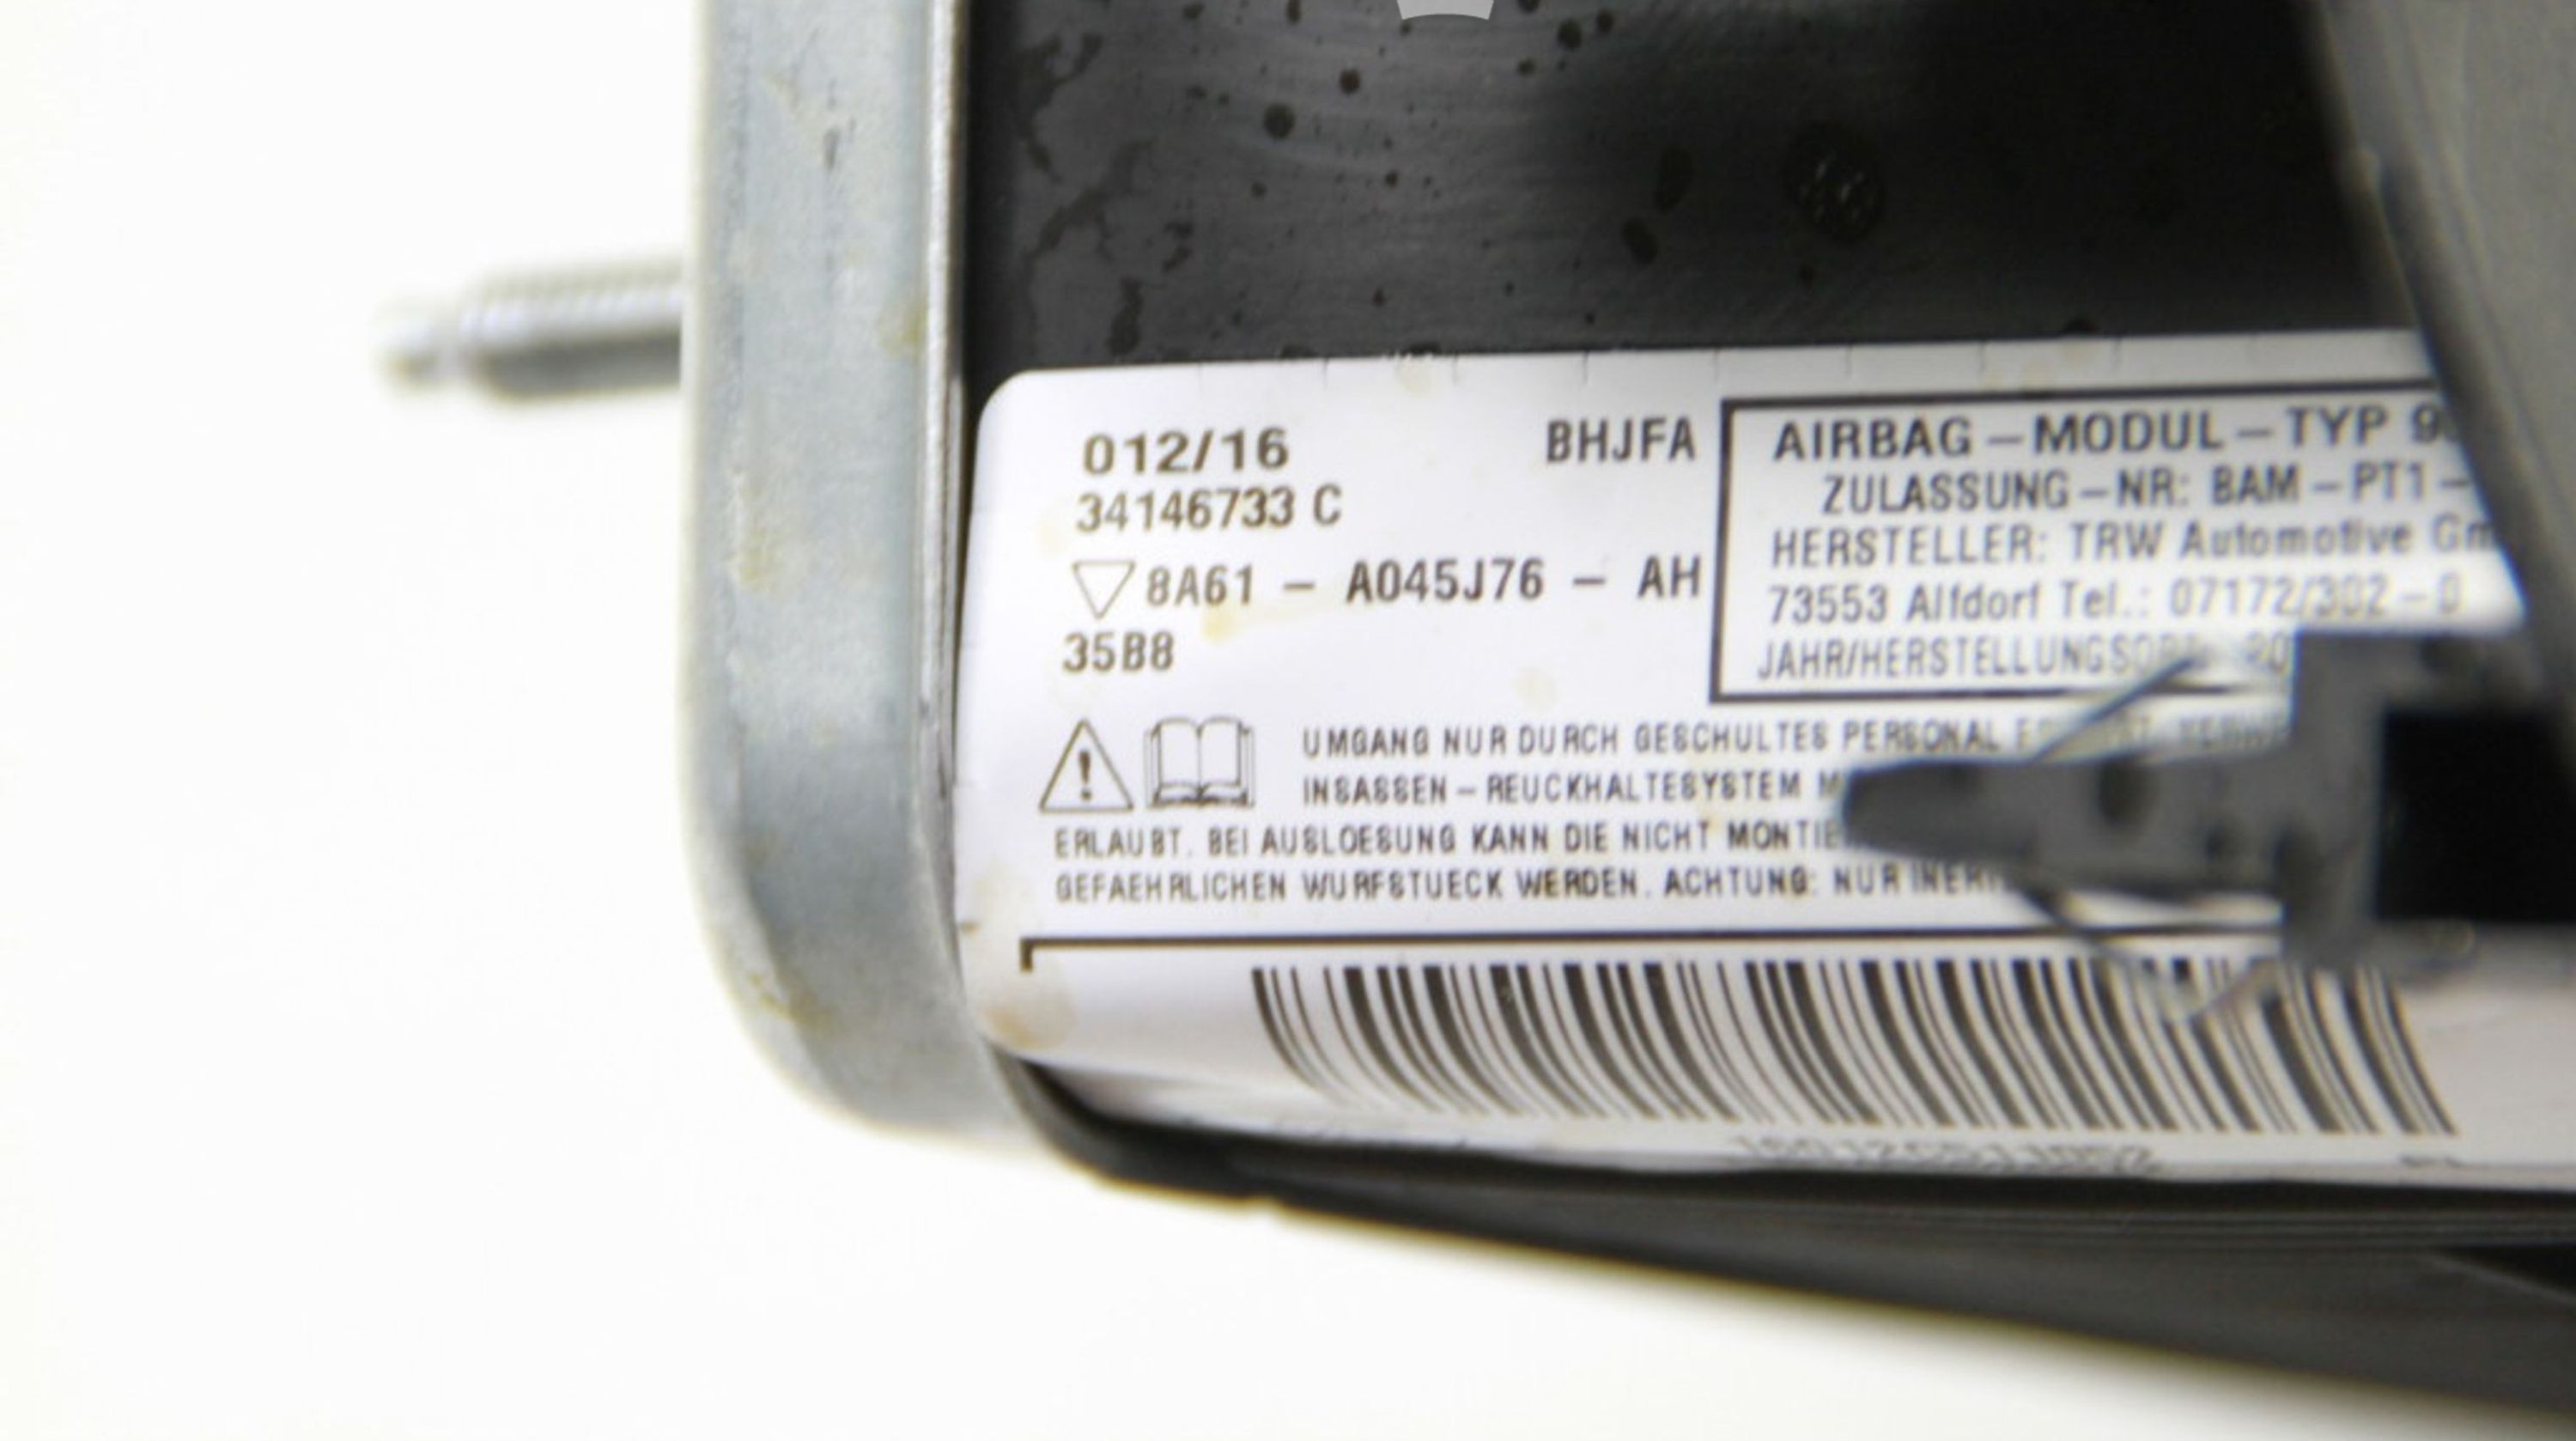 012/16 BHJFA
34146733 C
8A61 – A045J76 – AH
35B8
AIRBAG – MODUL – TYP
ZULASSUNG – NR: BAM – PT1 –
HERSTELLER: TRW Automotive
73553 Alfdorf Tel.: 07172/302 – 0
UMGANG NUR DURCH GESCHULTES PERSONAL
INSASSEN – REUCKHALTESYSTEM
ERLAUBT. BEI AUSLOESUNG KANN DIE NICHT
GEFAEHRLICHEN WURFSTUECK WERDEN. ACHTUNG: NUR